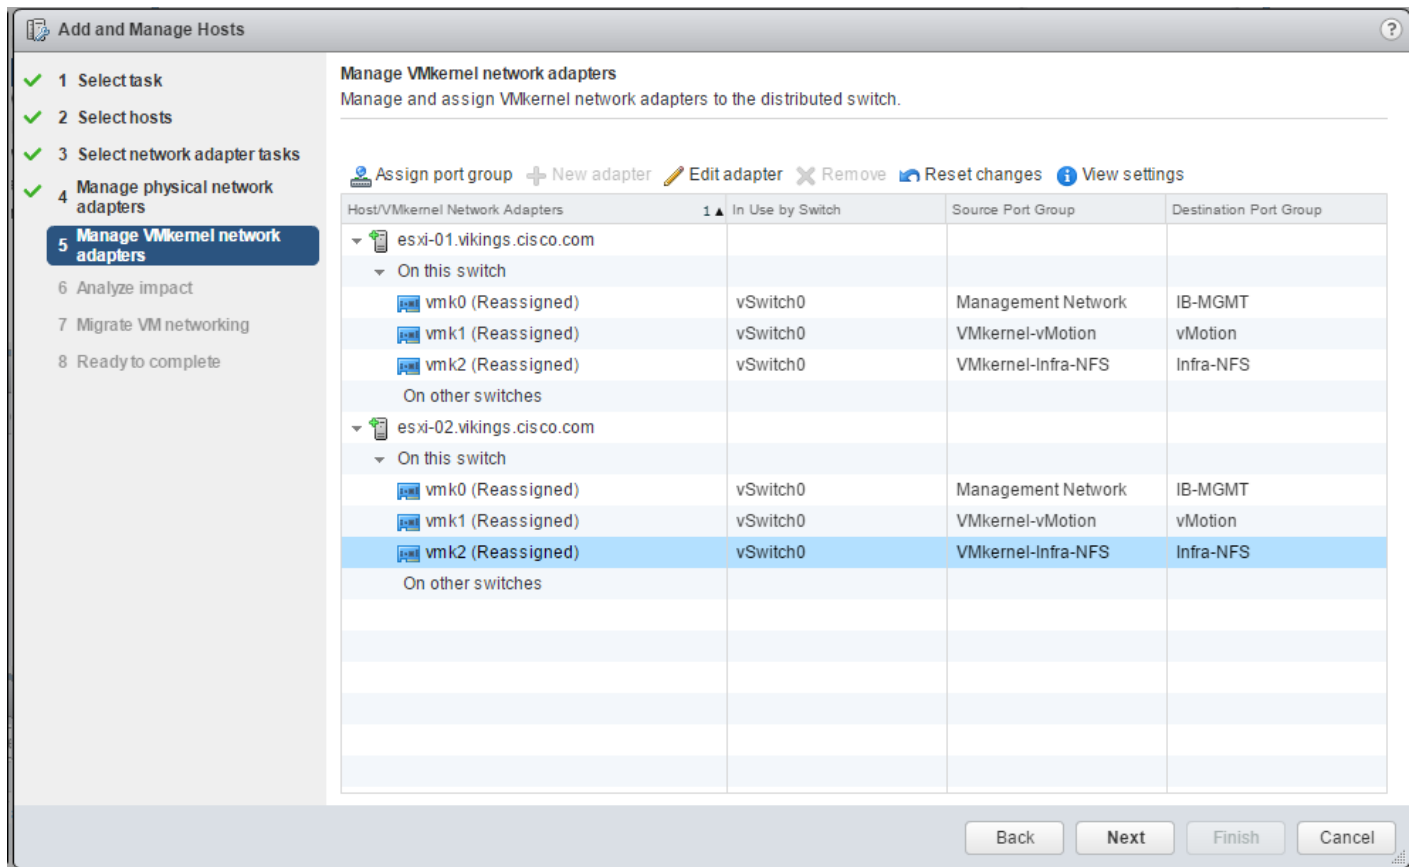 Add and Manage Hosts
?
1 Select task
2 Select hosts
3 Select network adapter tasks
4 Manage physical network
adapters
5 Manage VMkernel network
adapters
6 Analyze impact
7 Migrate VM networking
8 Ready to complete
Manage VMkernel network adapters
Manage and assign VMkernel network adapters to the distributed switch.
Assign port group New adapter Edit adapter Remove Reset changes View settings
Host/VMkernel Network Adapters 1 ▲ In Use by Switch Source Port Group Destination Port Group
esxi-01.vikings.cisco.com
On this switch
vmk0 (Reassigned) vSwitch0 Management Network IB-MGMT
vmk1 (Reassigned) vSwitch0 VMkernel-vMotion vMotion
vmk2 (Reassigned) vSwitch0 VMkernel-Infra-NFS Infra-NFS
On other switches
esxi-02.vikings.cisco.com
On this switch
vmk0 (Reassigned) vSwitch0 Management Network IB-MGMT
vmk1 (Reassigned) vSwitch0 VMkernel-vMotion vMotion
vmk2 (Reassigned) vSwitch0 VMkernel-Infra-NFS Infra-NFS
On other switches
Back Next Finish Cancel